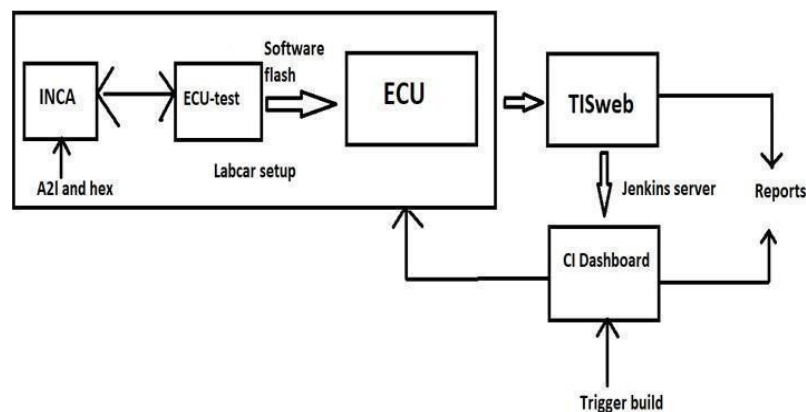 Software
flash
INCA
ECU-test
ECU
TISweb
Labcar setup
A2l and hex
Jenkins server
Reports
CI Dashboard
Trigger build